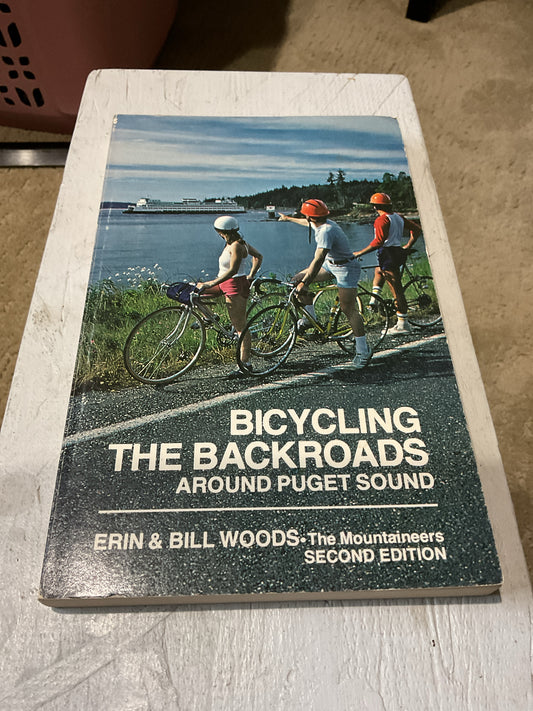 BICYCLING
THE BACKROADS
AROUND PUGET SOUND
ERIN & BILL WOODS•The Mountaineers
SECOND EDITION